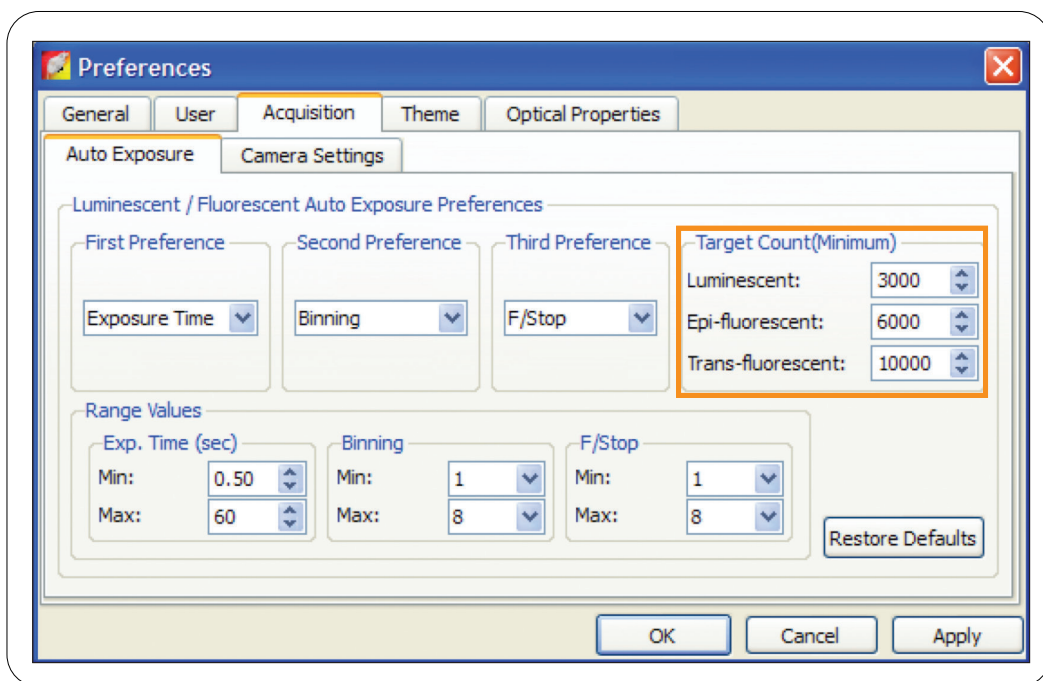 Preferences
General User Acquisition Theme Optical Properties
Auto Exposure Camera Settings
Luminescent / Fluorescent Auto Exposure Preferences
First Preference Second Preference Third Preference Target Count(Minimum)
Luminescent: 3000
Exposure Time Binning F/Stop Epi-fluorescent: 6000
Trans-fluorescent: 10000
Range Values
Exp. Time (sec) Binning F/Stop
Min: 0.50 Min: 1 Min: 1
Max: 60 Max: 8 Max: 8
Restore Defaults
OK Cancel Apply